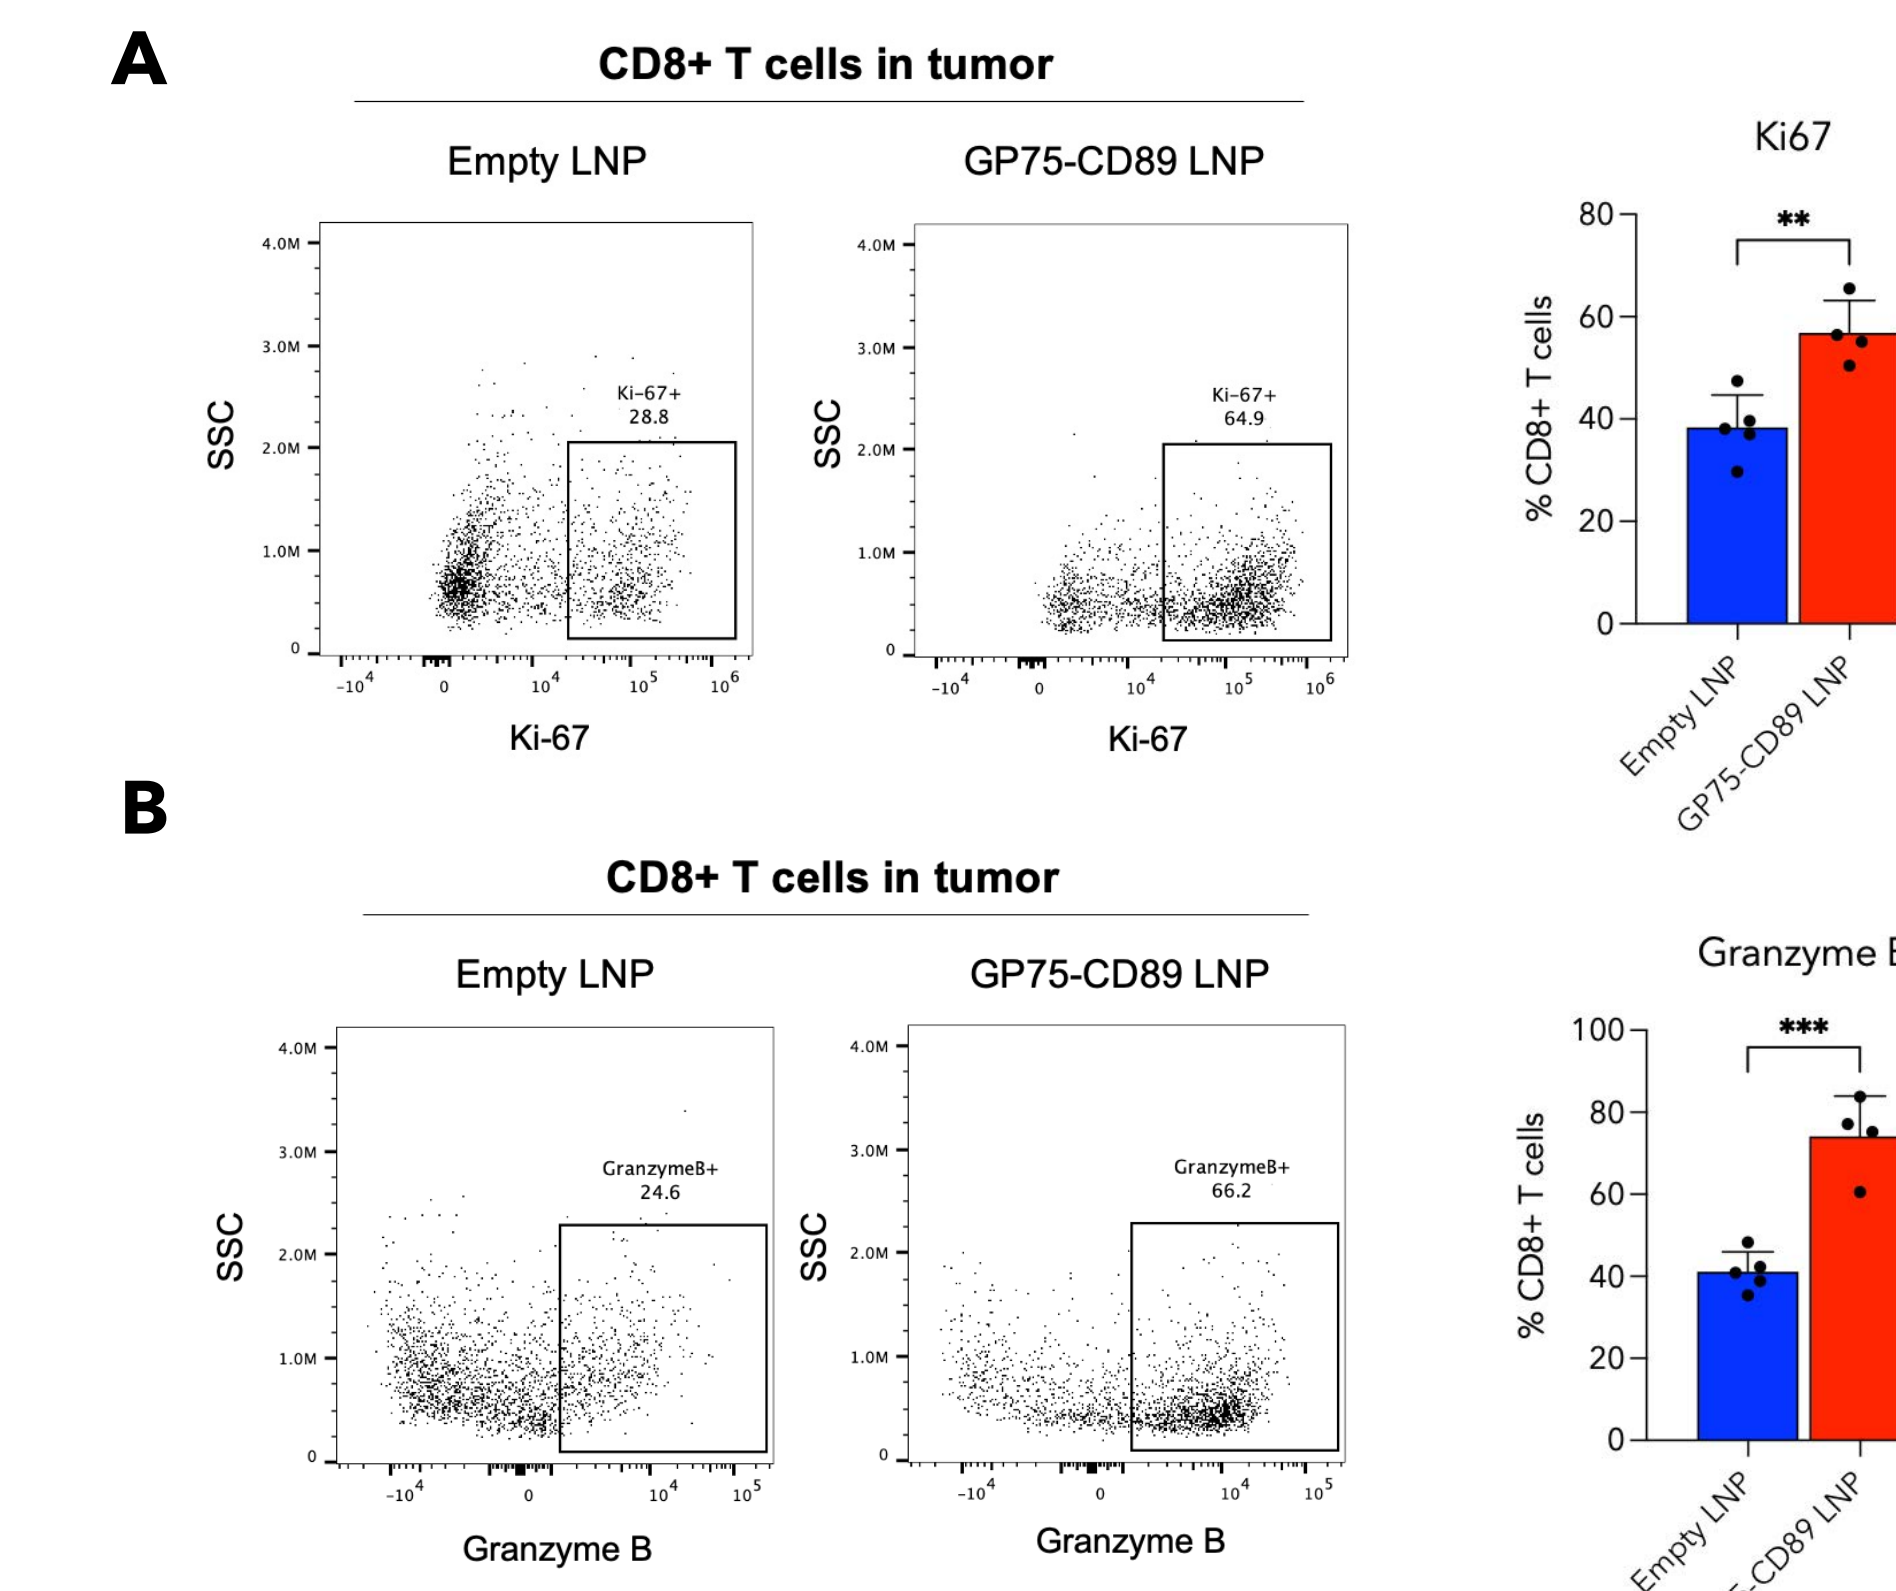 A
CD8+ T cells in tumor
Empty LNP
GP75-CD89 LNP
SSC
4.0M
3.0M
2.0M
1.0M
0
Ki-67+
28.8
-10^4
0
10^4
10^5
10^6
Ki-67
SSC
4.0M
3.0M
2.0M
1.0M
0
Ki-67+
64.9
-10^4
0
10^4
10^5
10^6
Ki-67
Ki67
% CD8+ T cells
80
60
40
20
0
**
Empty LNP
GP75-CD89 LNP
B
CD8+ T cells in tumor
Empty LNP
GP75-CD89 LNP
SSC
4.0M
3.0M
2.0M
1.0M
0
GranzymeB+
24.6
-10^4
0
10^4
10^5
Granzyme B
SSC
4.0M
3.0M
2.0M
1.0M
0
GranzymeB+
66.2
-10^4
0
10^4
10^5
Granzyme B
Granzyme
% CD8+ T cells
100
80
60
40
20
0
***
Empty LNP
-CD89 LNP